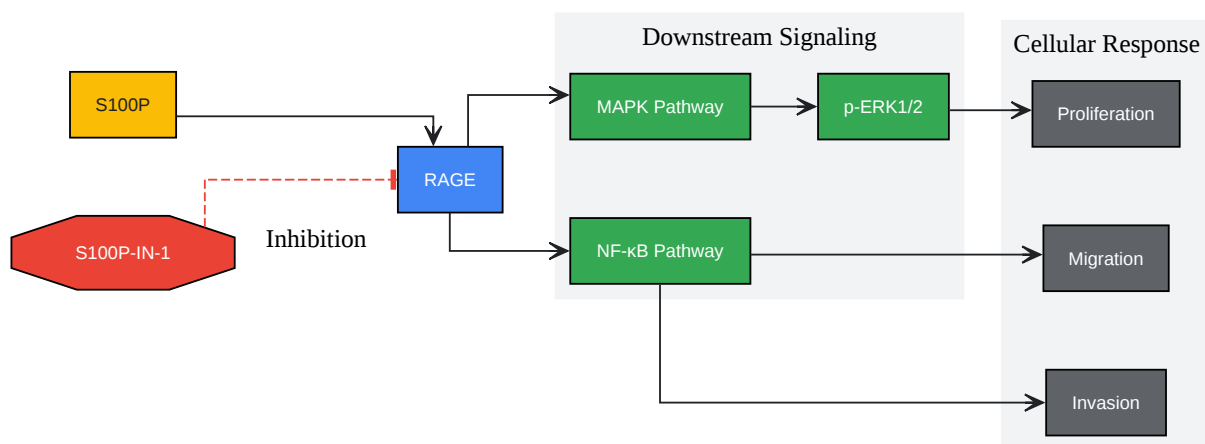 Downstream Signaling
Cellular Response
S100P
MAPK Pathway
p-ERK1/2
Proliferation
RAGE
Inhibition
S100P-IN-1
NF-κB Pathway
Migration
Invasion